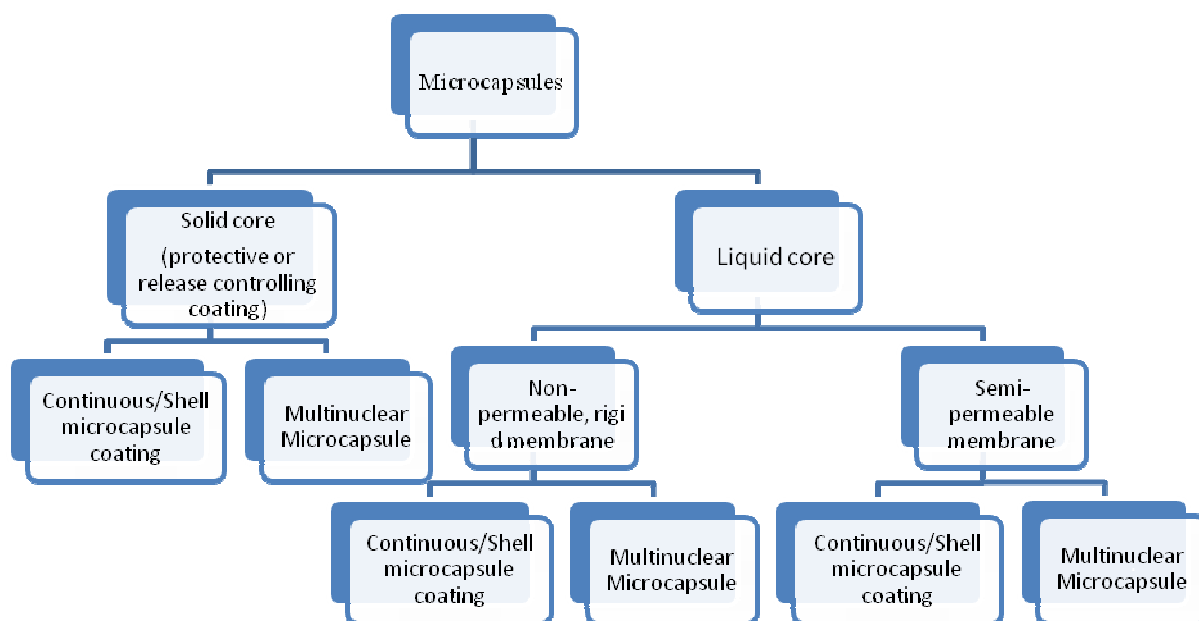 Microcapsules
Solid core
(protective or
release controlling
coating)
Liquid core
Continuous/Shell
microcapsule
coating
Multinuclear
Microcapsule
Non-
permeable, rigi
d membrane
Semi-
permeable
membrane
Continuous/Shell
microcapsule
coating
Multinuclear
Microcapsule
Continuous/Shell
microcapsule
coating
Multinuclear
Microcapsule